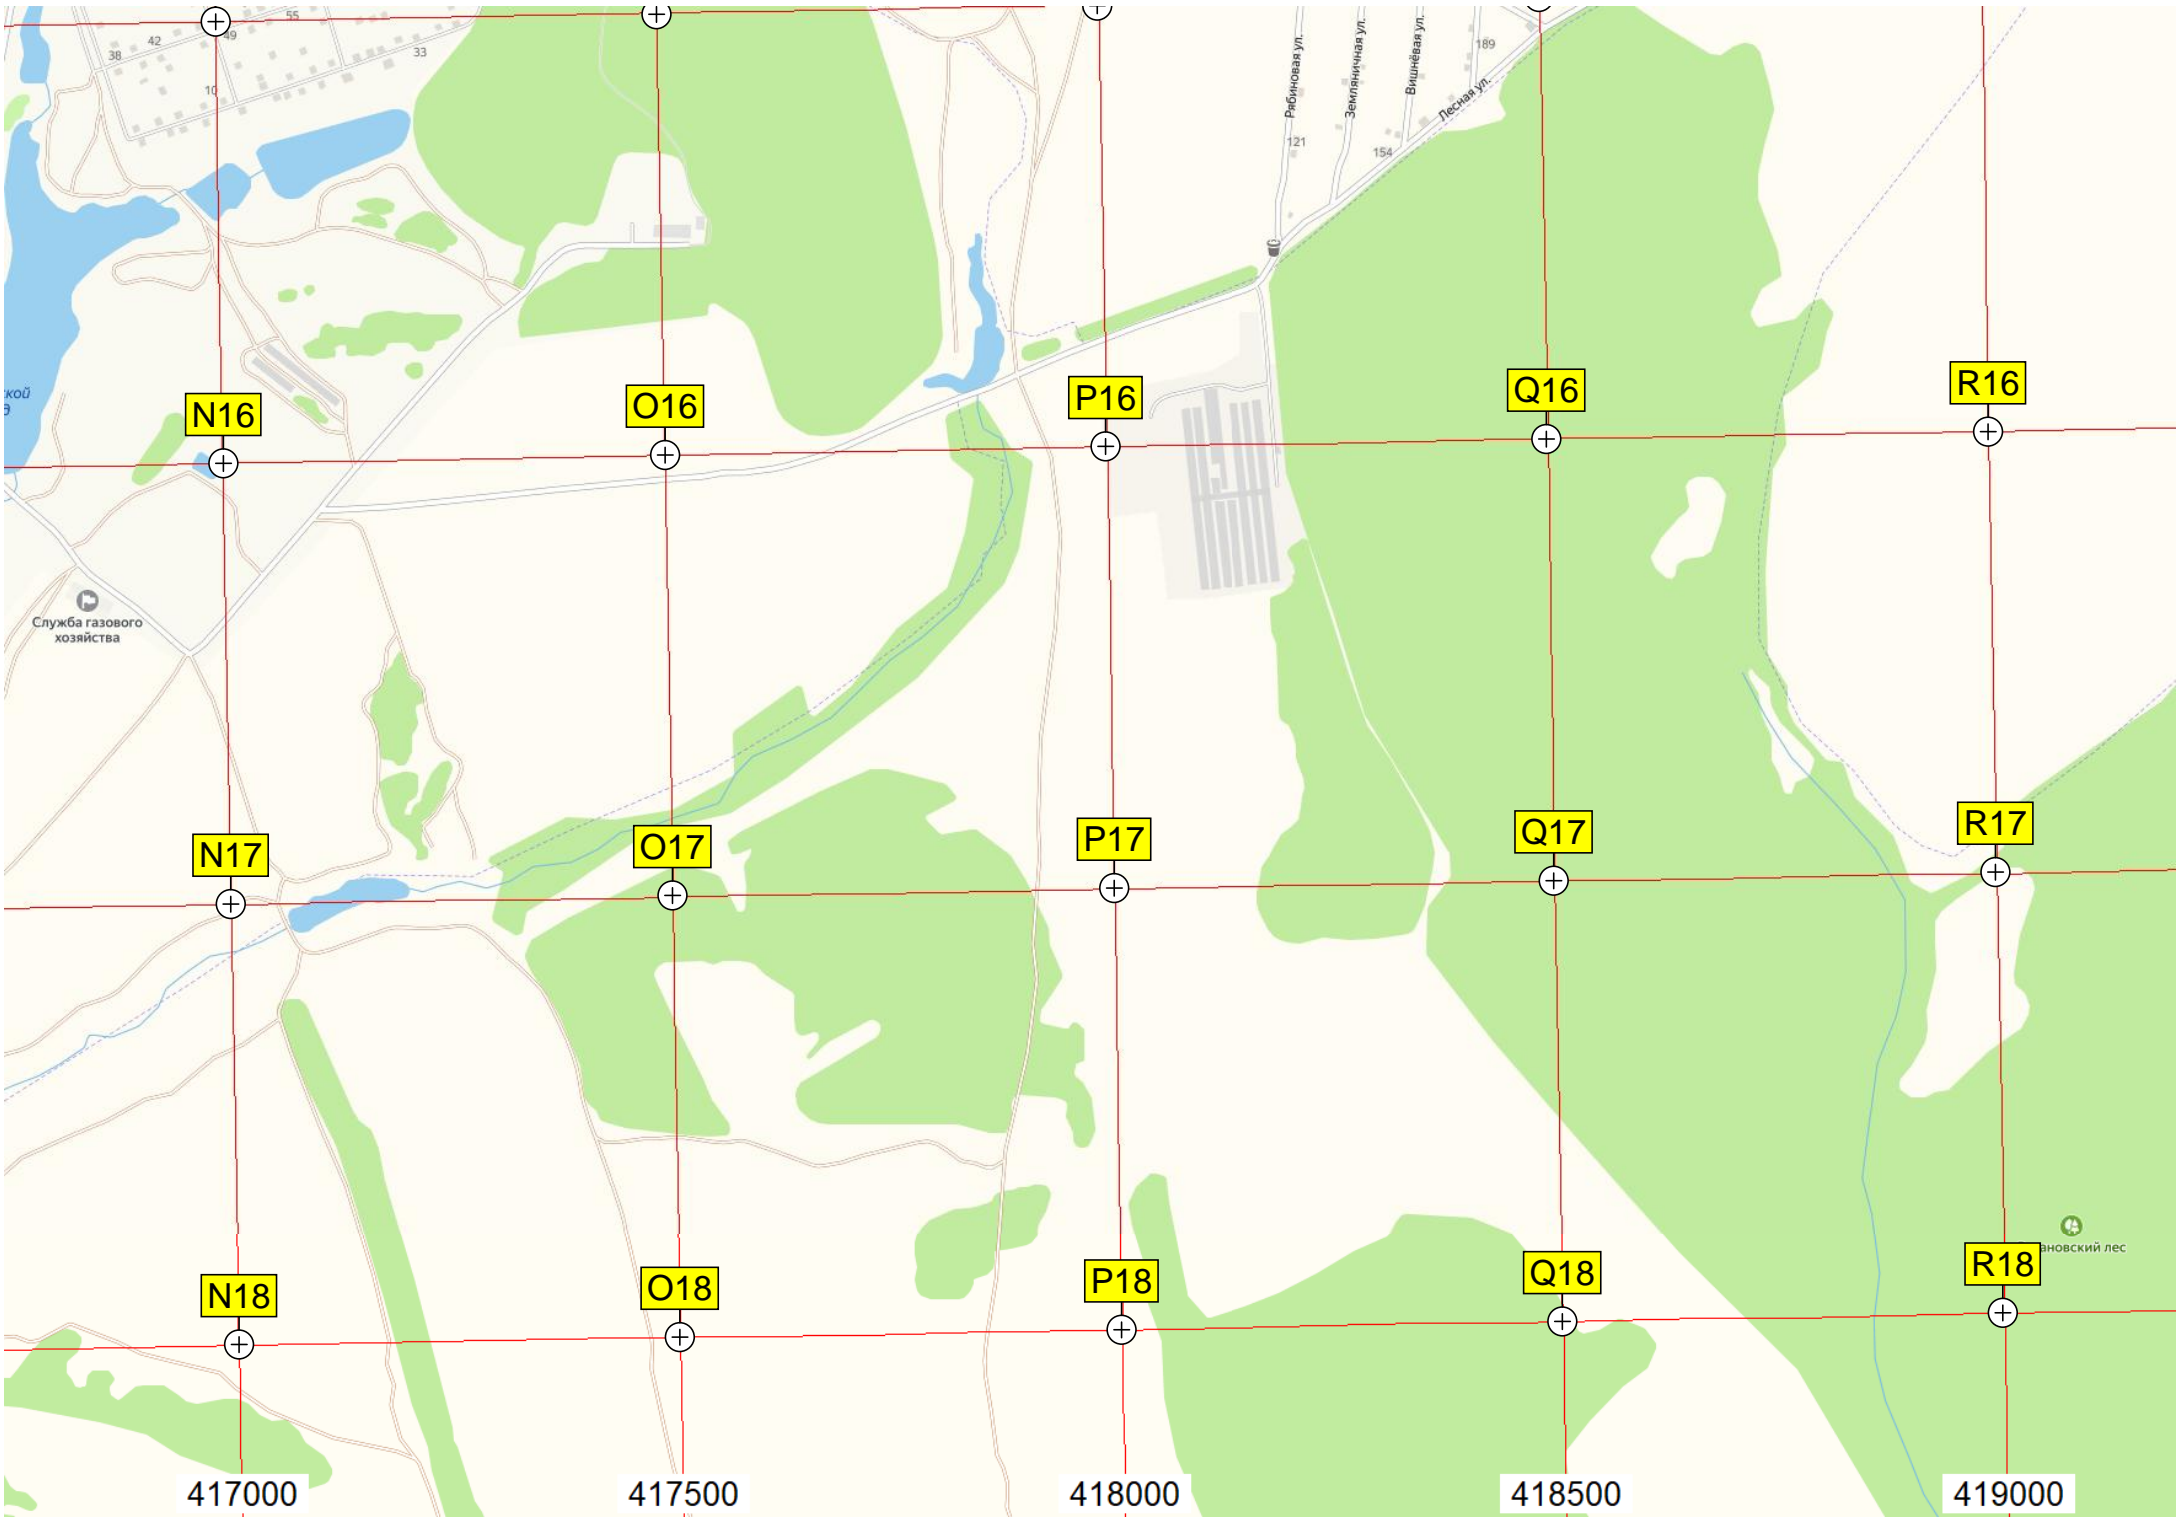 55
42
49
38
33
10
189
Рябиновая ул.
Земляничная ул.
Вишнёвая ул.
Лесная ул.
121
154
N16
O16
P16
Q16
R16
Служба газового
хозяйства
N17
O17
P17
Q17
R17
N18
O18
P18
Q18
R18
лес
417000
417500
418000
418500
419000